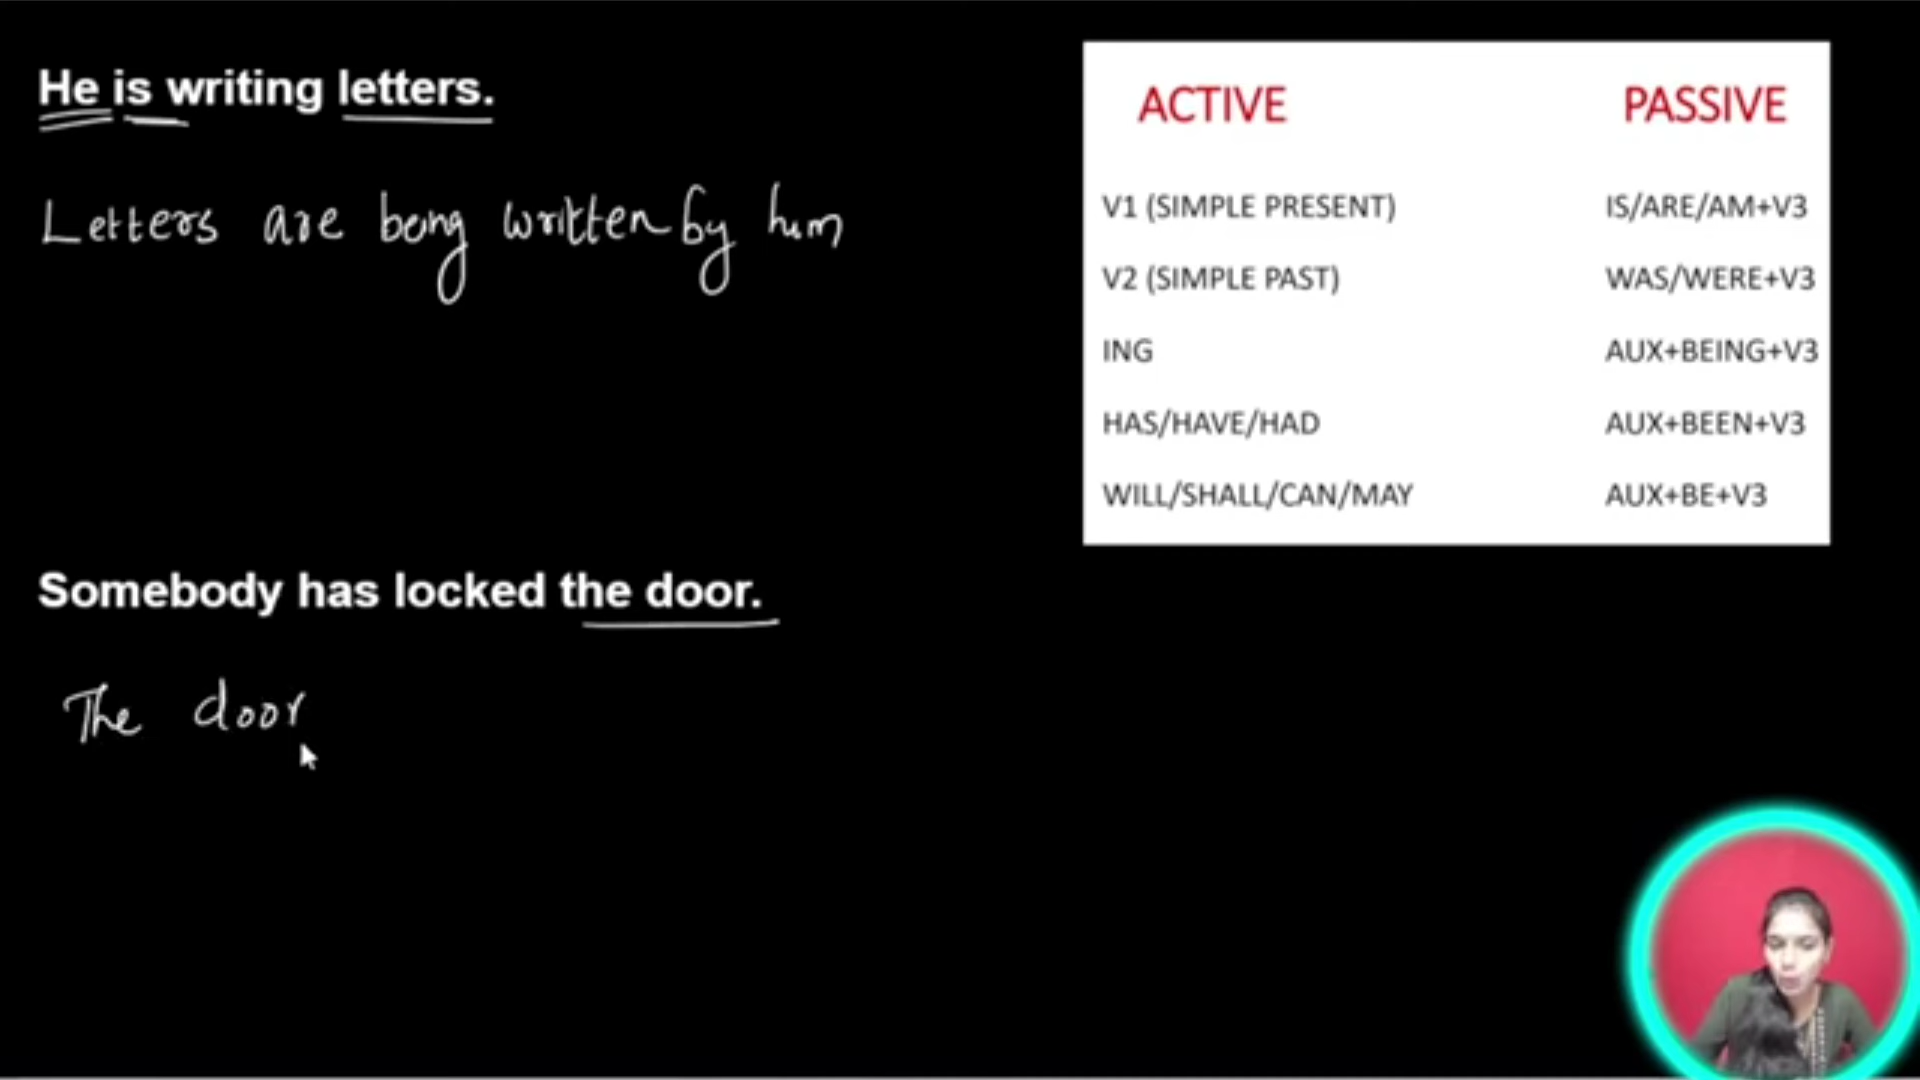 He is writing letters.
Letters are being written by him
Somebody has locked the door.
The door
ACTIVE PASSIVE
V1 (SIMPLE PRESENT) IS/ARE/AM+V3
V2 (SIMPLE PAST) WAS/WERE+V3
ING AUX+BEING+V3
HAS/HAVE/HAD AUX+BEEN+V3
WILL/SHALL/CAN/MAY AUX+BE+V3